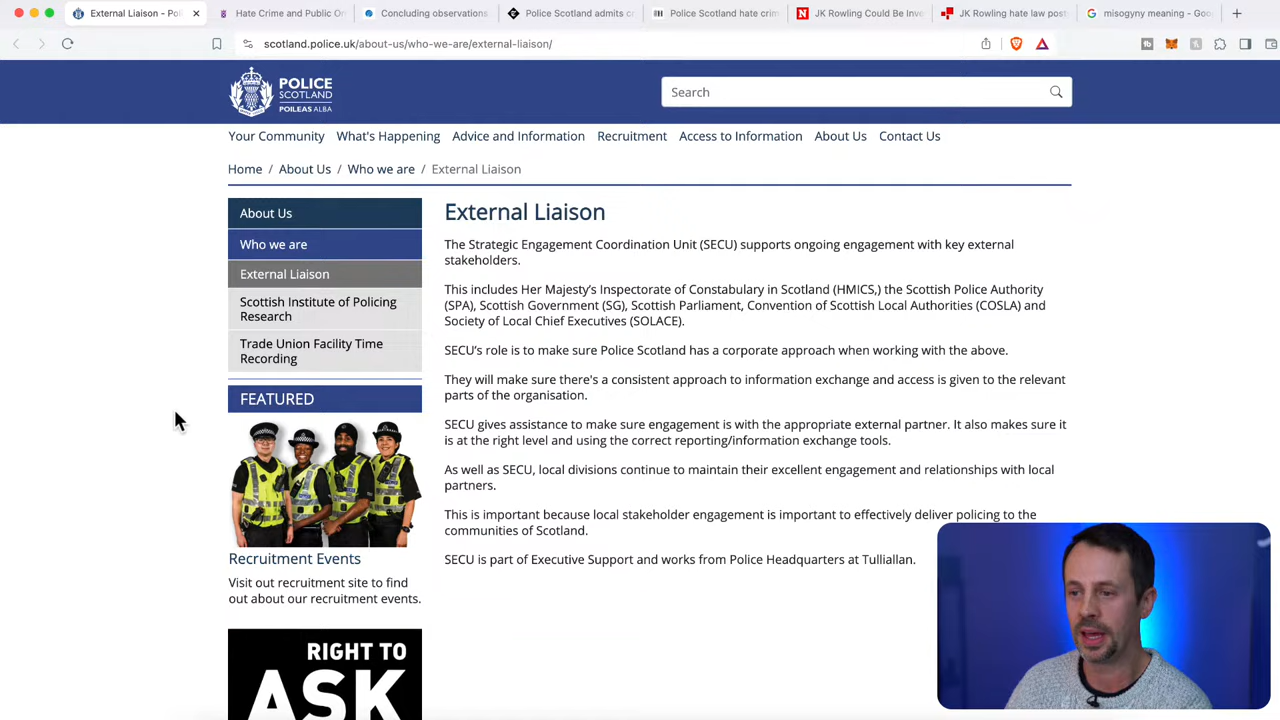 External Liaison - Poli
Hate Crime and Public Or
Concluding observations
Police Scotland admits co
Police Scotland hate crim
JK Rowling Could Be Inve
JK Rowling hate law post
misogyny meaning - Goog
scotland.police.uk/about-us/who-we-are/external-liaison/
POLICE
SCOTLAND
POILEAS ALBA
Search
Your Community What's Happening Advice and Information Recruitment Access to Information About Us Contact Us
Home / About Us / Who we are / External Liaison
About Us
Who we are
External Liaison
Scottish Institute of Policing
Research
Trade Union Facility Time
Recording
FEATURED
Recruitment Events
Visit out recruitment site to find
out about our recruitment events.
RIGHT TO
ASK
External Liaison
The Strategic Engagement Coordination Unit (SECU) supports ongoing engagement with key external
stakeholders.
This includes Her Majesty's Inspectorate of Constabulary in Scotland (HMICS,) the Scottish Police Authority
(SPA), Scottish Government (SG), Scottish Parliament, Convention of Scottish Local Authorities (COSLA) and
Society of Local Chief Executives (SOLACE).
SECU's role is to make sure Police Scotland has a corporate approach when working with the above.
They will make sure there's a consistent approach to information exchange and access is given to the relevant
parts of the organisation.
SECU gives assistance to make sure engagement is with the appropriate external partner. It also makes sure it
is at the right level and using the correct reporting/information exchange tools.
As well as SECU, local divisions continue to maintain their excellent engagement and relationships with local
partners.
This is important because local stakeholder engagement is important to effectively deliver policing to the
communities of Scotland.
SECU is part of Executive Support and works from Police Headquarters at Tulliallan.